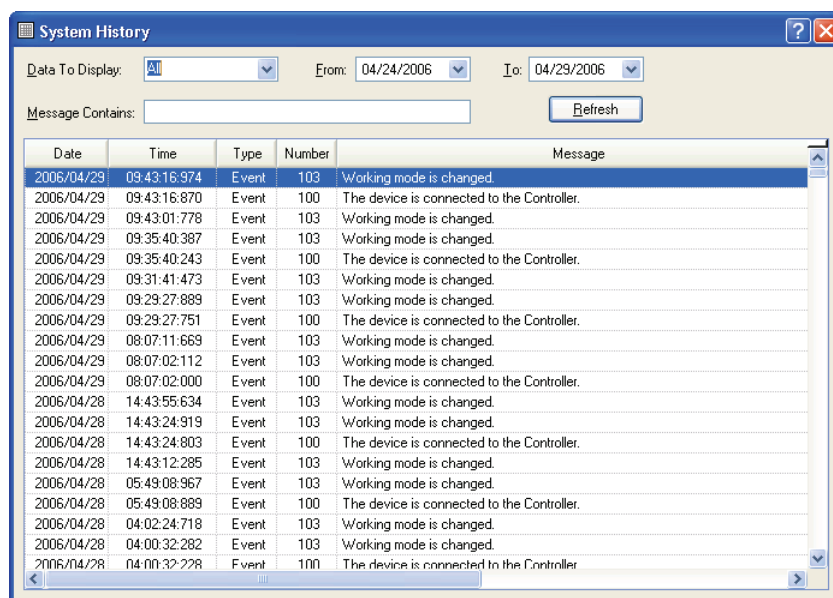 System History
Data To Display: All From: 04/24/2006 To: 04/29/2006
Message Contains: Refresh
Date Time Type Number Message
2006/04/29 09:43:16:974 Event 103 Working mode is changed.
2006/04/29 09:43:16:870 Event 100 The device is connected to the Controller.
2006/04/29 09:43:01:778 Event 103 Working mode is changed.
2006/04/29 09:35:40:387 Event 103 Working mode is changed.
2006/04/29 09:35:40:243 Event 100 The device is connected to the Controller.
2006/04/29 09:31:41:473 Event 103 Working mode is changed.
2006/04/29 09:29:27:889 Event 103 Working mode is changed.
2006/04/29 09:29:27:751 Event 100 The device is connected to the Controller.
2006/04/29 08:07:11:669 Event 103 Working mode is changed.
2006/04/29 08:07:02:112 Event 103 Working mode is changed.
2006/04/29 08:07:02:000 Event 100 The device is connected to the Controller.
2006/04/28 14:43:55:634 Event 103 Working mode is changed.
2006/04/28 14:43:24:919 Event 103 Working mode is changed.
2006/04/28 14:43:24:803 Event 100 The device is connected to the Controller.
2006/04/28 14:43:12:285 Event 103 Working mode is changed.
2006/04/28 05:49:08:967 Event 103 Working mode is changed.
2006/04/28 05:49:08:889 Event 100 The device is connected to the Controller.
2006/04/28 04:02:24:718 Event 103 Working mode is changed.
2006/04/28 04:00:32:282 Event 103 Working mode is changed.
2006/04/28 04:00:32:228 Event 100 The device is connected to the Controller.